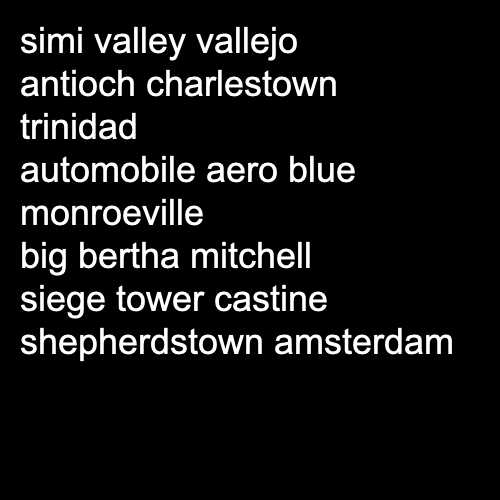 simi valley vallejo
antioch charlestown
trinidad
automobile aero blue
monroeville
big bertha mitchell
siege tower castine
shepherdstown amsterdam